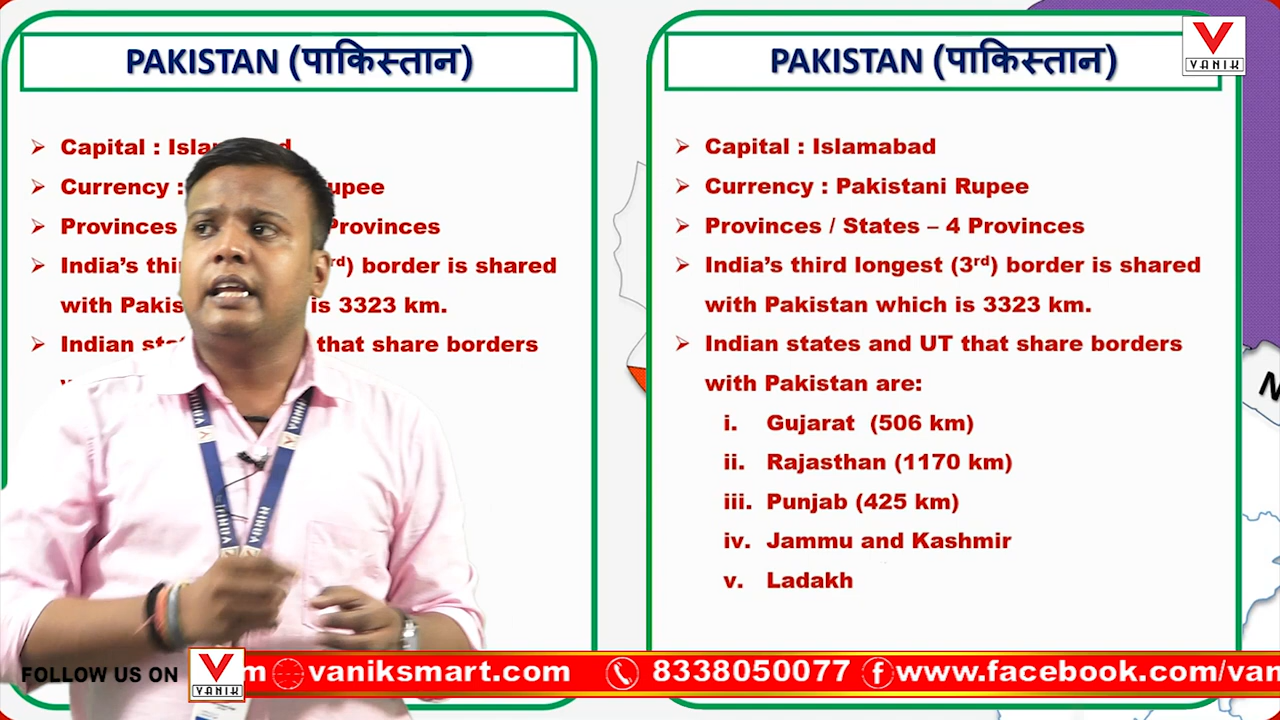 PAKISTAN (पाकिस्तान)
Capital : Isla d
Currency : upee
Provinces Provinces
India's thi rd) border is shared
with Pakis is 3323 km.
Indian sta that share borders
PAKISTAN (पाकिस्तान)
Capital : Islamabad
Currency : Pakistani Rupee
Provinces / States – 4 Provinces
India's third longest (3rd) border is shared
with Pakistan which is 3323 km.
Indian states and UT that share borders
with Pakistan are:
i. Gujarat (506 km)
ii. Rajasthan (1170 km)
iii. Punjab (425 km)
iv. Jammu and Kashmir
v. Ladakh
VANIK
VANIK
FOLLOW US ON
VANIK
m vaniksmart.com 8338050077 www.facebook.com/van